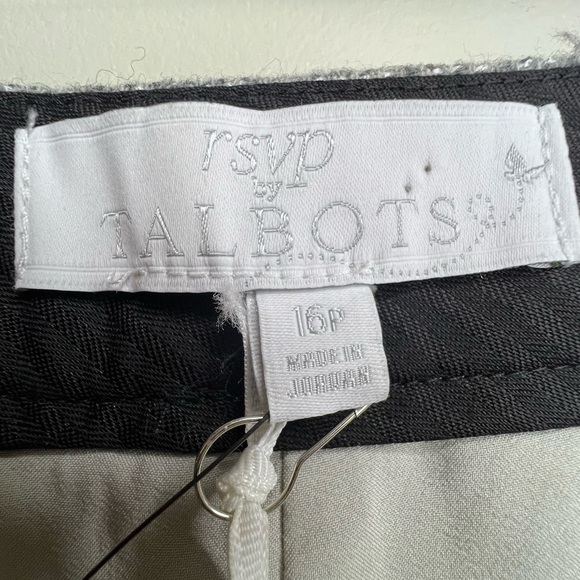 rsvp
by
TALBOTS
16P
MADE IN
JORDAN